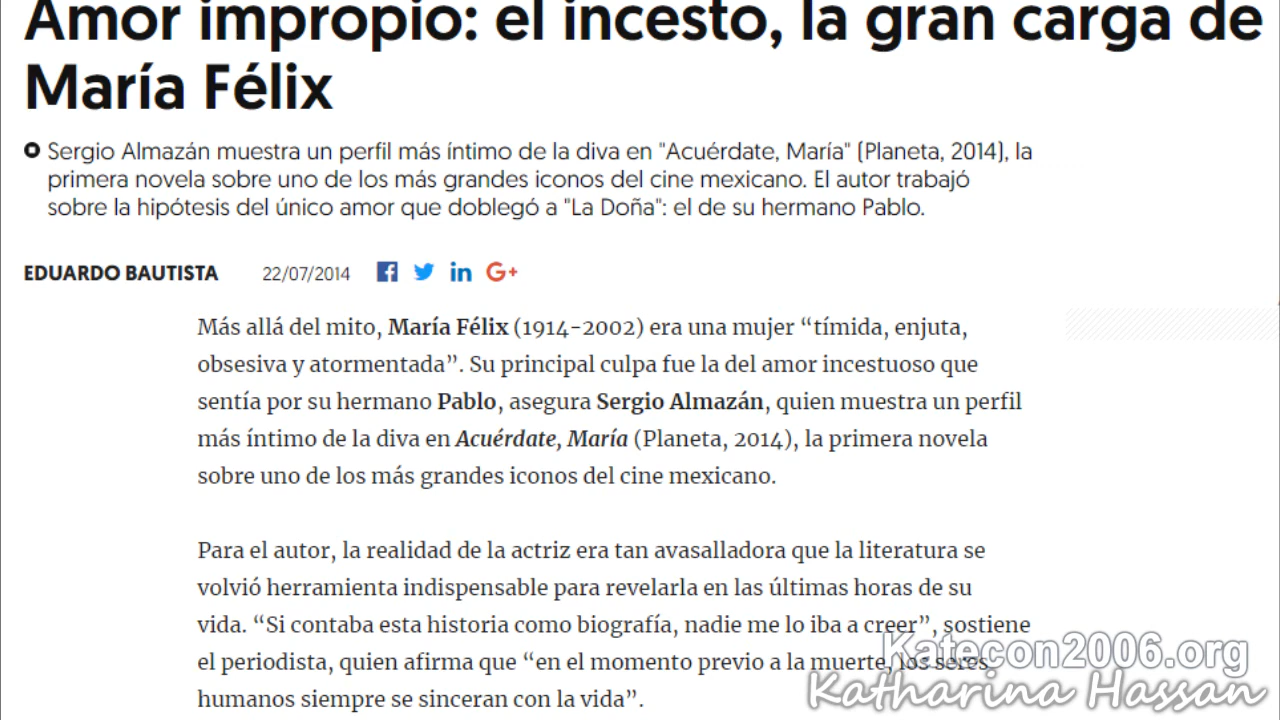 Amor impropio: el incesto, la gran carga de
María Félix
Sergio Almazán muestra un perfil más íntimo de la diva en "Acuérdate, María" (Planeta, 2014), la
primera novela sobre uno de los más grandes iconos del cine mexicano. El autor trabajó
sobre la hipótesis del único amor que doblegó a "La Doña": el de su hermano Pablo.
EDUARDO BAUTISTA 22/07/2014 f in G+
Más allá del mito, María Félix (1914-2002) era una mujer “tímida, enjuta,
obsesiva y atormentada”. Su principal culpa fue la del amor incestuoso que
sentía por su hermano Pablo, asegura Sergio Almazán, quien muestra un perfil
más íntimo de la diva en Acuérdate, María (Planeta, 2014), la primera novela
sobre uno de los más grandes iconos del cine mexicano.
Para el autor, la realidad de la actriz era tan avasalladora que la literatura se
volvió herramienta indispensable para revelarla en las últimas horas de su
vida. “Si contaba esta historia como biografía, nadie me lo iba a creer”, sostiene
el periodista, quien afirma que “en el momento previo a la muerte, los seres
humanos siempre se sinceran con la vida”.
Katecon2006.org
Katharina Hassan